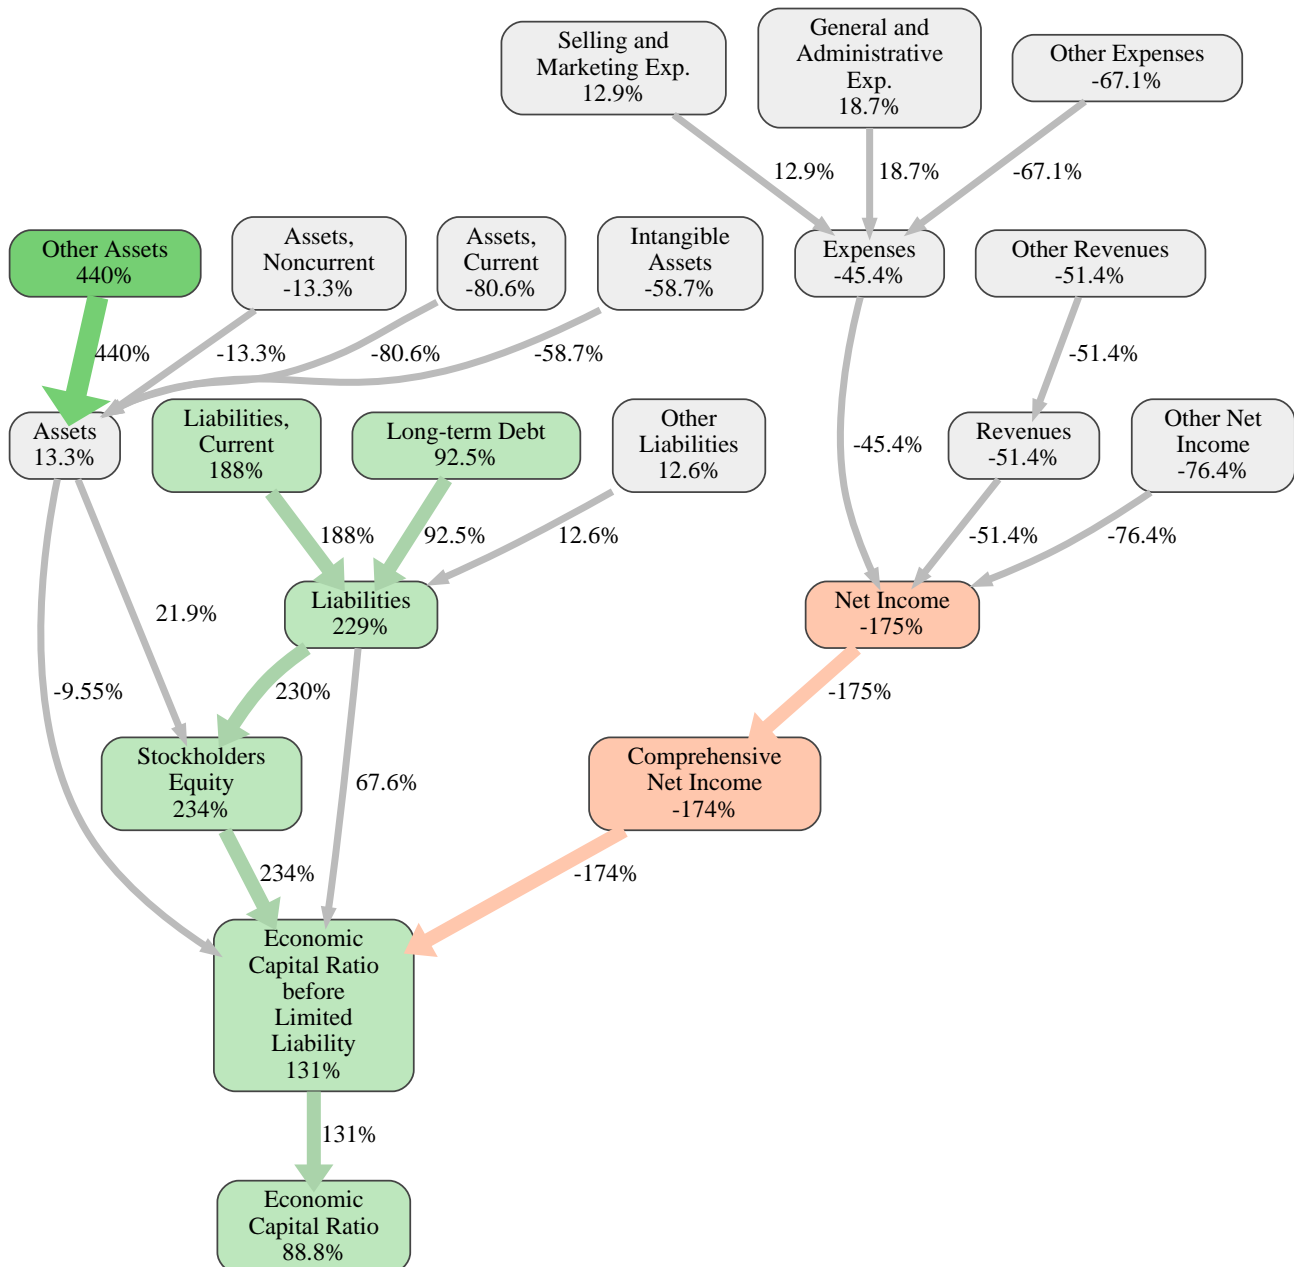 Selling and
Marketing Exp.
12.9%
General and
Administrative
Exp.
18.7%
Other Expenses
-67.1%
12.9%
18.7%
-67.1%
Other Assets
440%
Assets,
Noncurrent
-13.3%
Assets,
Current
-80.6%
Intangible
Assets
-58.7%
Expenses
-45.4%
Other Revenues
-51.4%
440%
-13.3%
-80.6%
-58.7%
-51.4%
Assets
13.3%
Liabilities,
Current
188%
Long-term Debt
92.5%
Other
Liabilities
12.6%
-45.4%
Revenues
-51.4%
Other Net
Income
-76.4%
188%
92.5%
12.6%
-51.4%
-76.4%
21.9%
Liabilities
229%
Net Income
-175%
-9.55%
230%
-175%
Stockholders
Equity
234%
67.6%
Comprehensive
Net Income
-174%
234%
-174%
Economic
Capital Ratio
before
Limited
Liability
131%
131%
Economic
Capital Ratio
88.8%